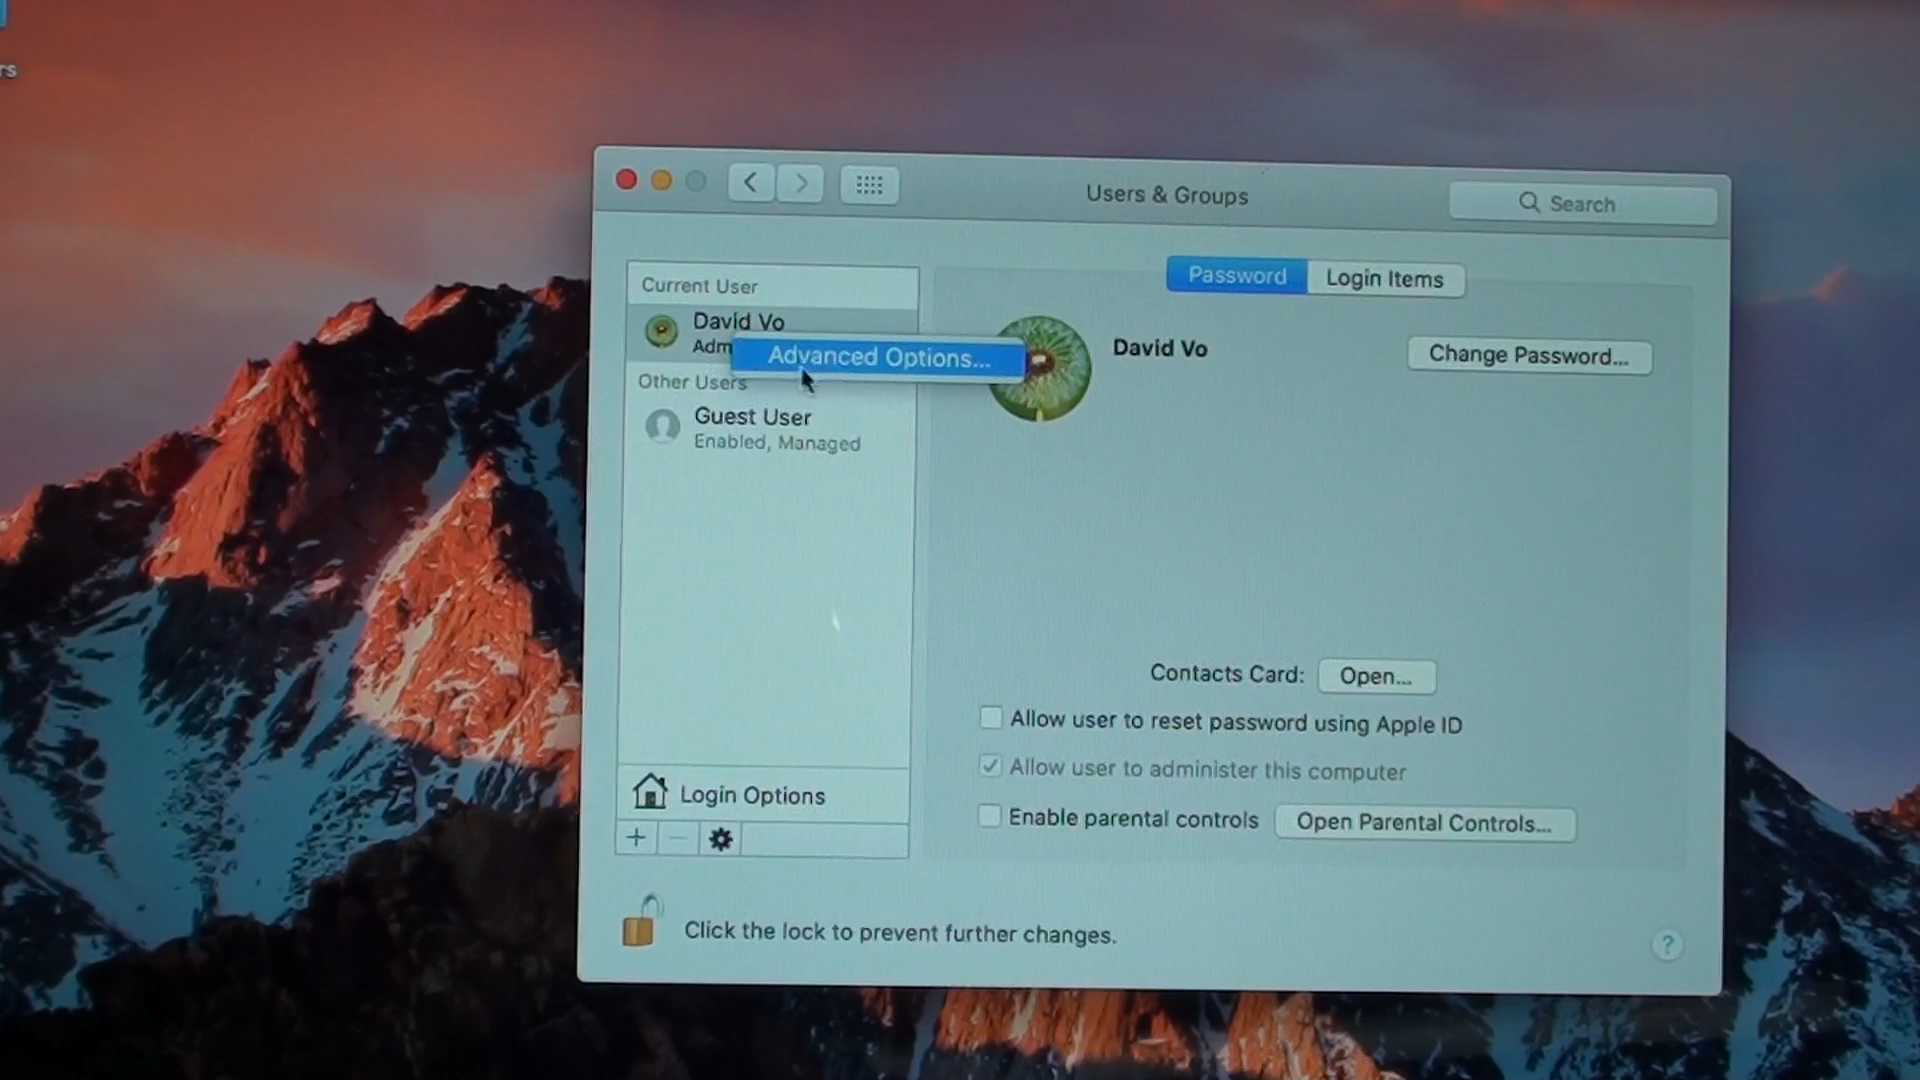 rs
Users & Groups
Search
Current User
Password
Login Items
David Vo
Adm
Advanced Options...
David Vo
Change Password...
Other Users
Guest User
Enabled, Managed
Contacts Card:
Open...
Allow user to reset password using Apple ID
Allow user to administer this computer
Enable parental controls
Open Parental Controls...
Login Options
Click the lock to prevent further changes.
?